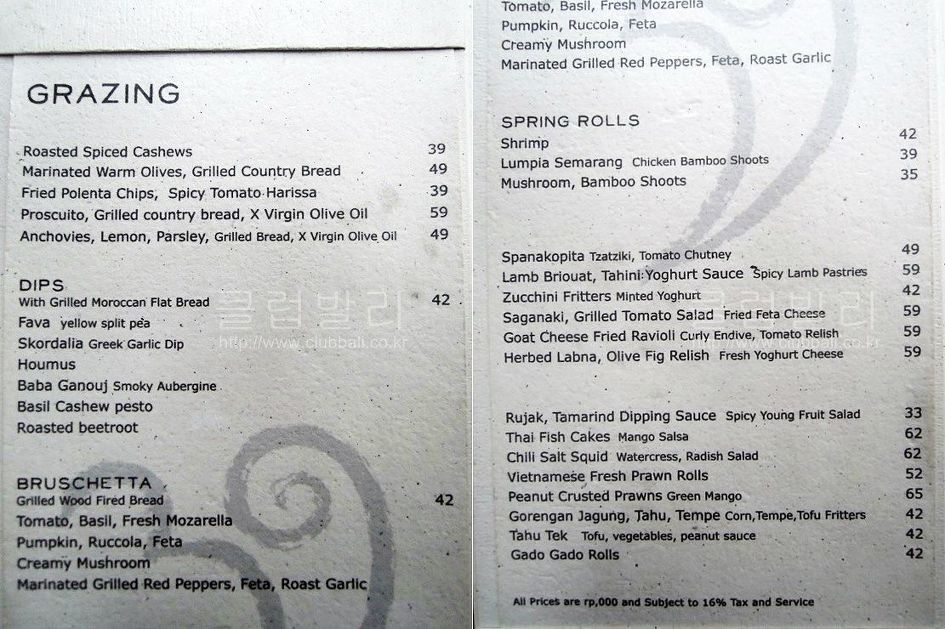 GRAZING
Roasted Spiced Cashews 39
Marinated Warm Olives, Grilled Country Bread 49
Fried Polenta Chips, Spicy Tomato Harissa 39
Proscuito, Grilled country bread, X Virgin Olive Oil 59
Anchovies, Lemon, Parsley, Grilled Bread, X Virgin Olive Oil 49
DIPS
With Grilled Moroccan Flat Bread 42
Fava yellow split pea
Skordalia Greek Garlic Dip
Houmus
Baba Ganouj Smoky Aubergine
Basil Cashew pesto
Roasted beetroot
BRUSCHETTA
Grilled Wood Fired Bread 42
Tomato, Basil, Fresh Mozarella
Pumpkin, Ruccola, Feta
Creamy Mushroom
Marinated Grilled Red Peppers, Feta, Roast Garlic
클럽발리
http://www.clubbali.co.kr
Tomato, Basil, Fresh Mozarella
Pumpkin, Ruccola, Feta
Creamy Mushroom
Marinated Grilled Red Peppers, Feta, Roast Garlic
SPRING ROLLS
Shrimp 42
Lumpia Semarang Chicken Bamboo Shoots 39
Mushroom, Bamboo Shoots 35
Spanakopita Tzatziki, Tomato Chutney 49
Lamb Briouat, Tahini Yoghurt Sauce Spicy Lamb Pastries 59
Zucchini Fritters Minted Yoghurt 42
Saganaki, Grilled Tomato Salad Fried Feta Cheese 59
Goat Cheese Fried Ravioli Curly Endive, Tomato Relish 59
Herbed Labna, Olive Fig Relish Fresh Yoghurt Cheese 59
Rujak, Tamarind Dipping Sauce Spicy Young Fruit Salad 33
Thai Fish Cakes Mango Salsa 62
Chili Salt Squid Watercress, Radish Salad 62
Vietnamese Fresh Prawn Rolls 52
Peanut Crusted Prawns Green Mango 65
Gorengan Jagung, Tahu, Tempe Corn,Tempe,Tofu Fritters 42
Tahu Tek Tofu, vegetables, peanut sauce 42
Gado Gado Rolls 42
All Prices are rp,000 and Subject to 16% Tax and Service
클럽발리
http://www.clubbali.co.kr